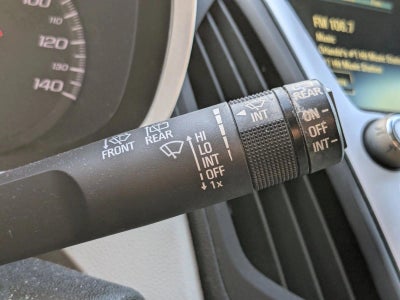 100
120
130
140
FM 106.7
Music
FRONT
REAR
HI
LO
INT
OFF
1x
INT
REAR
ON
OFF
INT